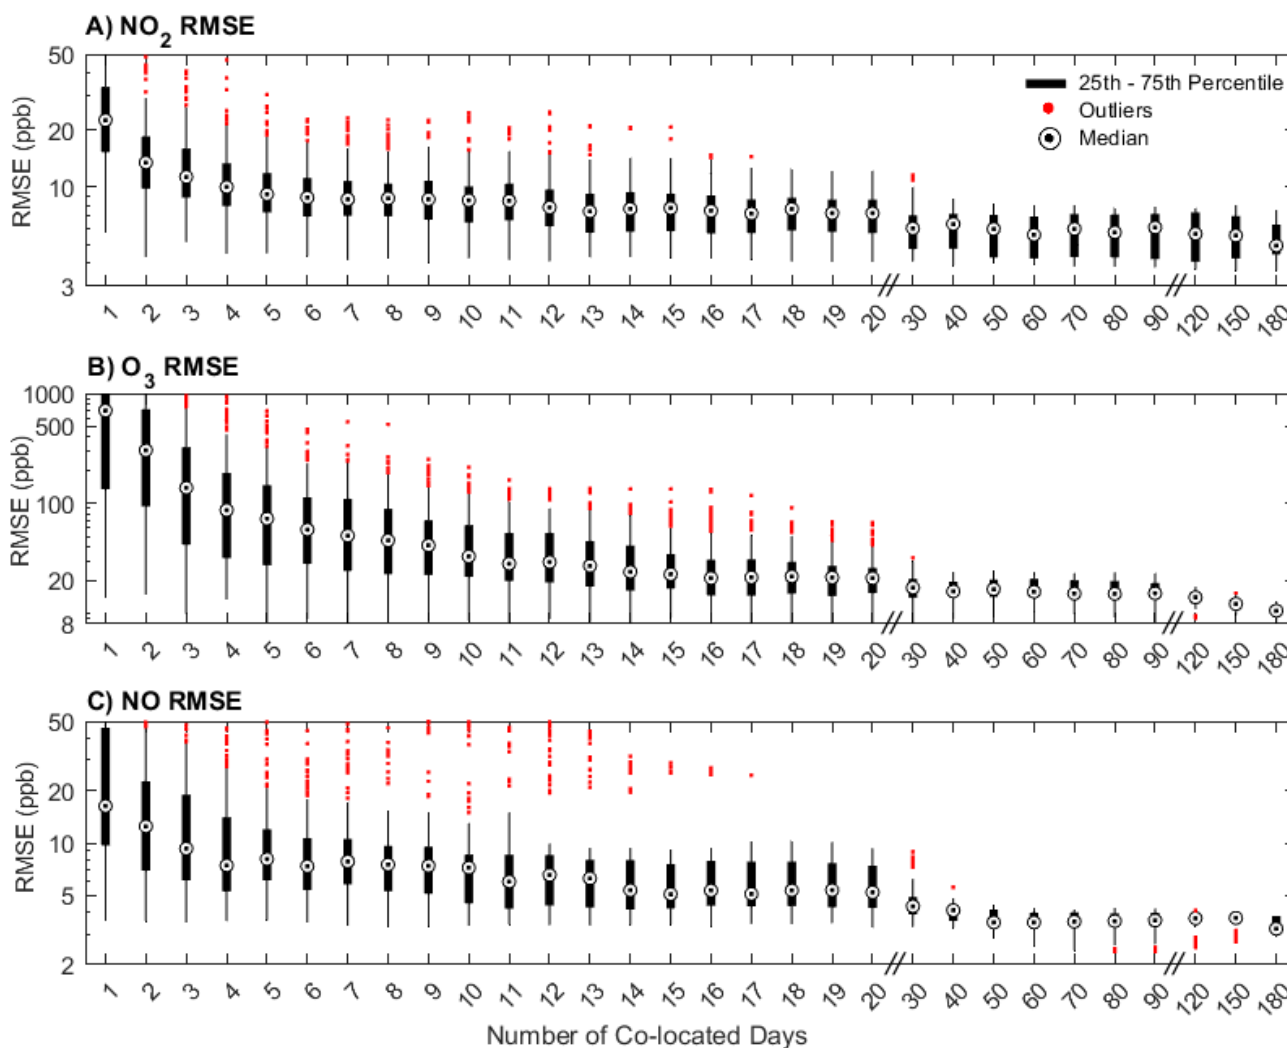 A) NO2 RMSE
50
20
10
3
RMSE (ppb)
25th - 75th Percentile
Outliers
Median
1 2 3 4 5 6 7 8 9 10 11 12 13 14 15 16 17 18 19 20 // 30 40 50 60 70 80 90 // 120 150 180
B) O3 RMSE
1000
500
100
20
8
RMSE (ppb)
1 2 3 4 5 6 7 8 9 10 11 12 13 14 15 16 17 18 19 20 // 30 40 50 60 70 80 90 // 120 150 180
C) NO RMSE
50
20
10
5
2
RMSE (ppb)
1 2 3 4 5 6 7 8 9 10 11 12 13 14 15 16 17 18 19 20 // 30 40 50 60 70 80 90 // 120 150 180
Number of Co-located Days